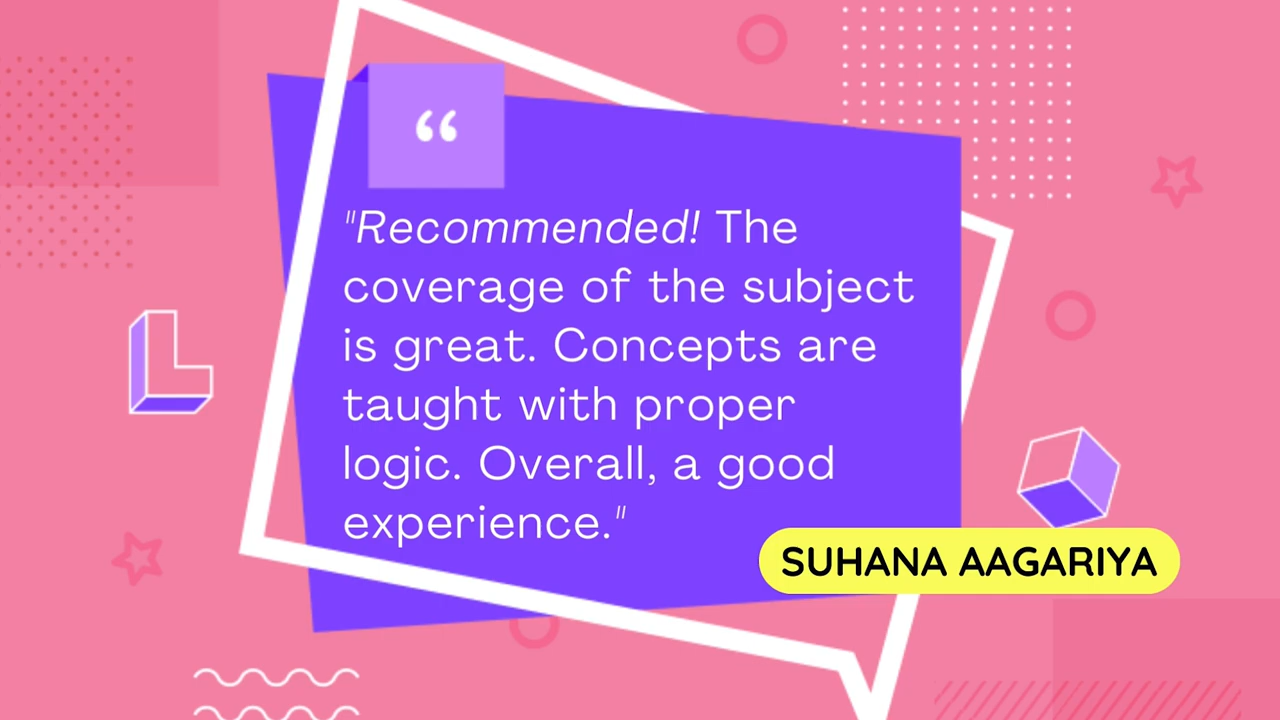 “
"Recommended! The
coverage of the subject
is great. Concepts are
taught with proper
logic. Overall, a good
experience."
SUHANA AAGARIYA